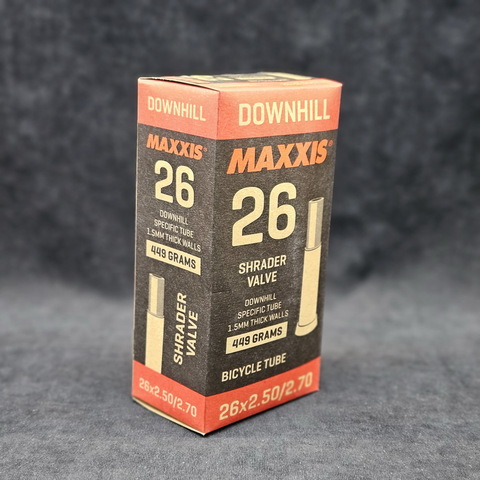 DOWNHILL
MAXXIS®
26
DOWNHILL
SPECIFIC TUBE
1.5MM THICK WALLS
449 GRAMS
SHRADER
VALVE
26x2.50/2.70
DOWNHILL
MAXXIS®
26
SHRADER
VALVE
DOWNHILL
SPECIFIC TUBE
1.5MM THICK WALLS
449 GRAMS
BICYCLE TUBE
26x2.50/2.70